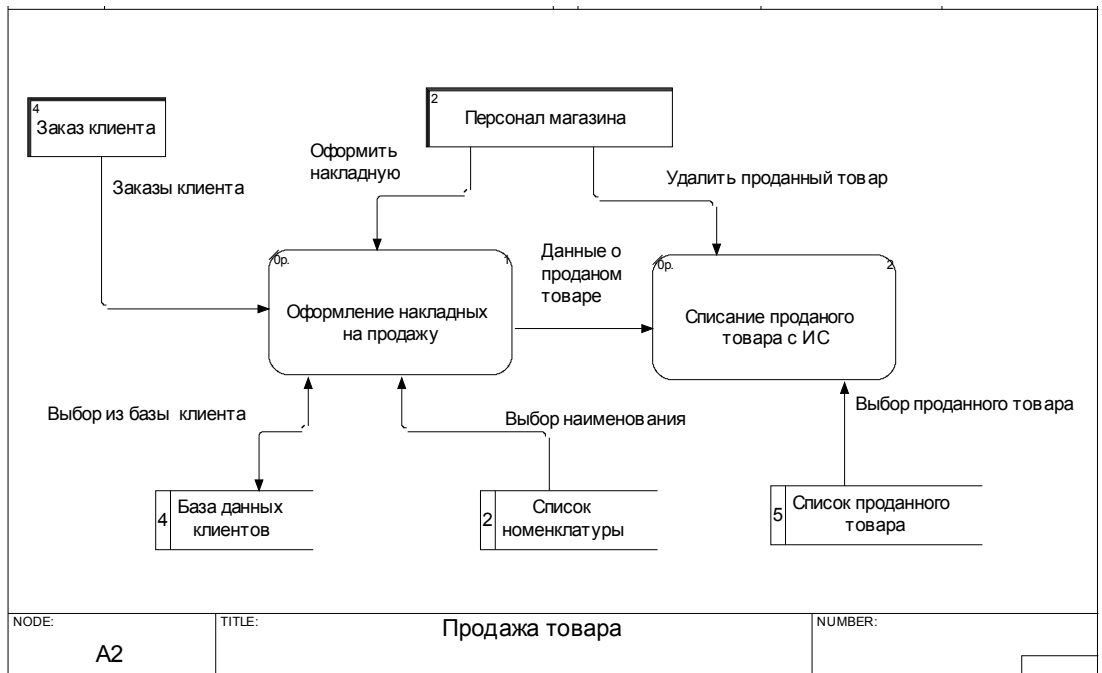 4
Заказ клиента
2
Персонал магазина
Оформить
накладную
Заказы клиента
Удалить проданный товар
0р.
1
Оформление накладных
на продажу
Данные о
проданом
товаре
0р.
2
Списание проданого
товара с ИС
Выбор из базы клиента
Выбор наименования
Выбор проданного товара
4
База данных
клиентов
2
Список
номенклатуры
5
Список проданного
товара
NODE:
A2
TITLE:
Продажа товара
NUMBER: